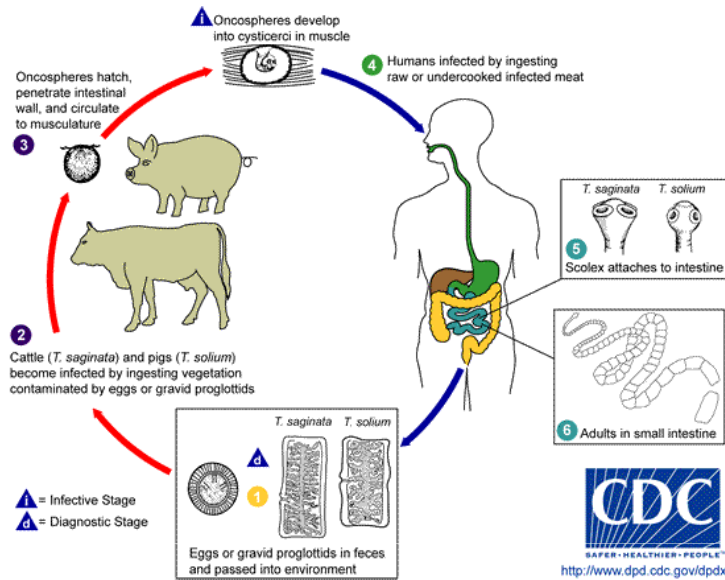 i
Oncospheres develop
into cysticerci in muscle
4
Humans infected by ingesting
raw or undercooked infected meat
Oncospheres hatch,
penetrate intestinal
wall, and circulate
to musculature
3
T. saginata T. solium
5
Scolex attaches to intestine
2
Cattle (T. saginata) and pigs (T. solium)
become infected by ingesting vegetation
contaminated by eggs or gravid proglottids
6 Adults in small intestine
T. saginata T. solium
d
1
Eggs or gravid proglottids in feces
and passed into environment
i = Infective Stage
d = Diagnostic Stage
CDC
SAFER·HEALTHIER·PEOPLE™
http://www.dpd.cdc.gov/dpdx